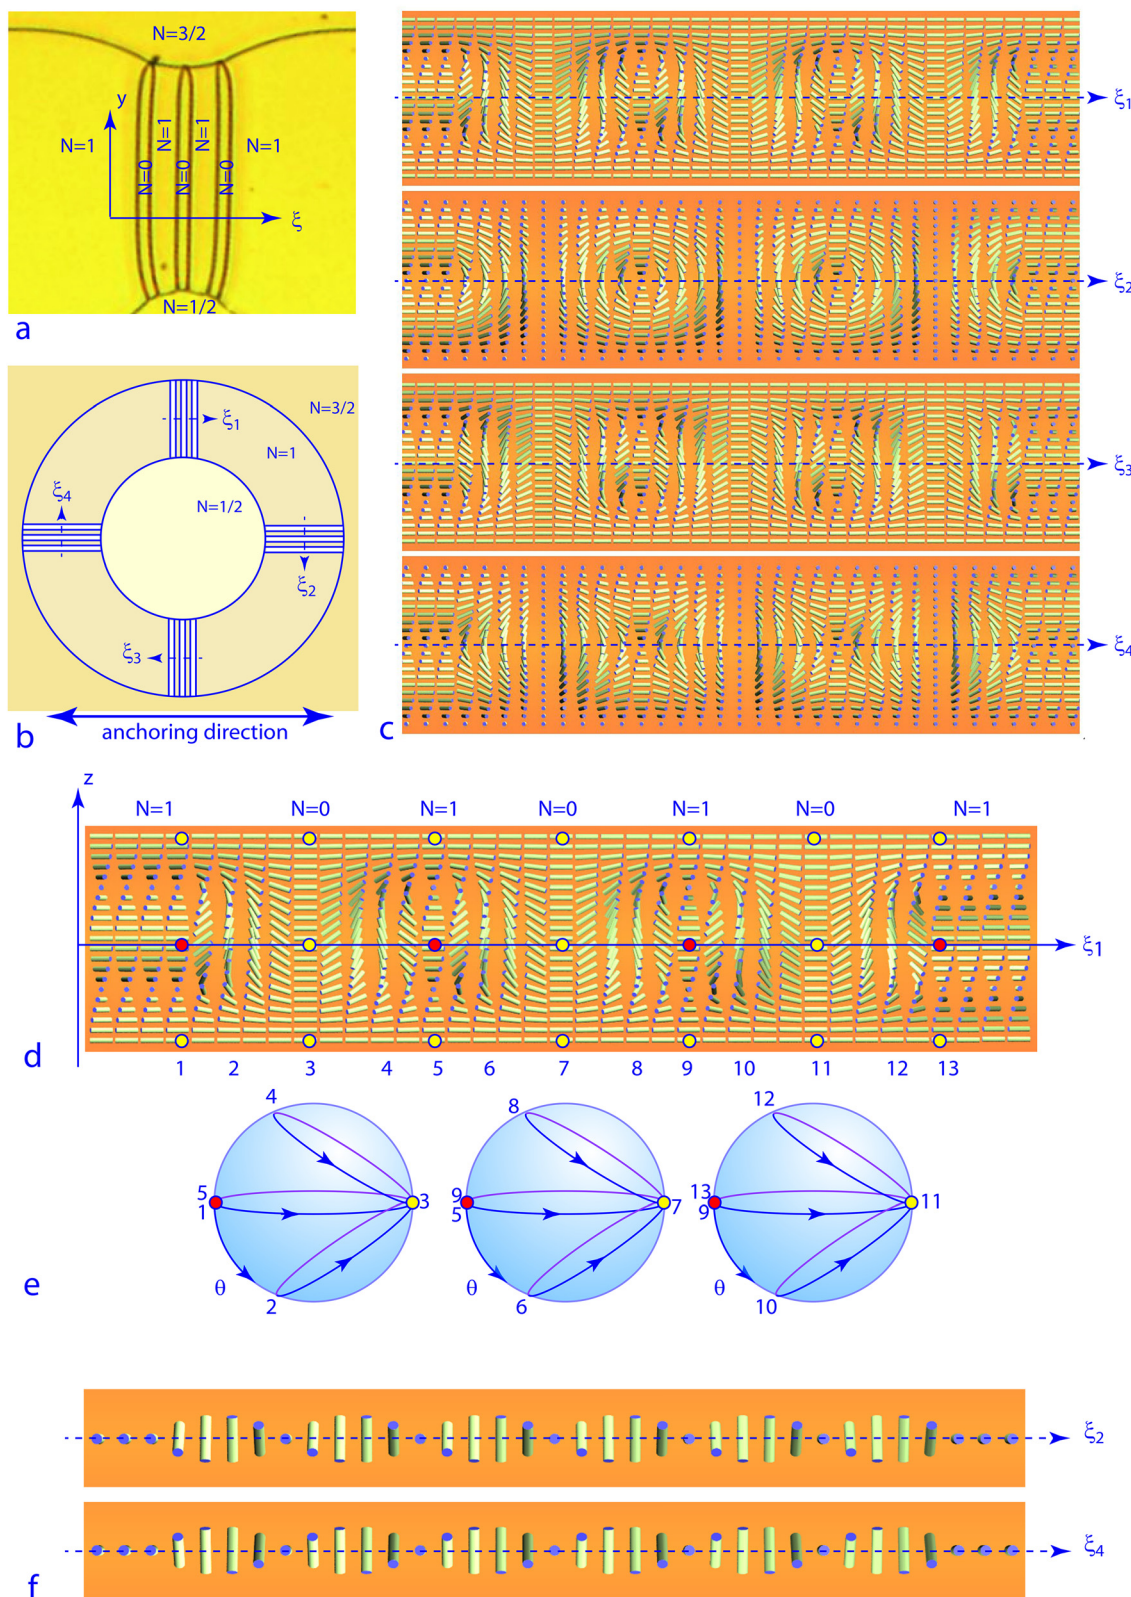 N=3/2
y
N=1
N=0
N=1
N=0
N=1
N=0
N=1
ξ
N=1/2
a
N=3/2
ξ1
N=1
ξ4
N=1/2
ξ2
ξ3
anchoring direction
b
ξ1
ξ2
ξ3
ξ4
c
z
N=1 N=0 N=1 N=0 N=1 N=0 N=1
ξ1
d
1 2 3 4 5 6 7 8 9 10 11 12 13
4 8 12
5 3 9 7 13 11
1 5 9
θ θ θ
2 6 10
e
ξ2
ξ4
f